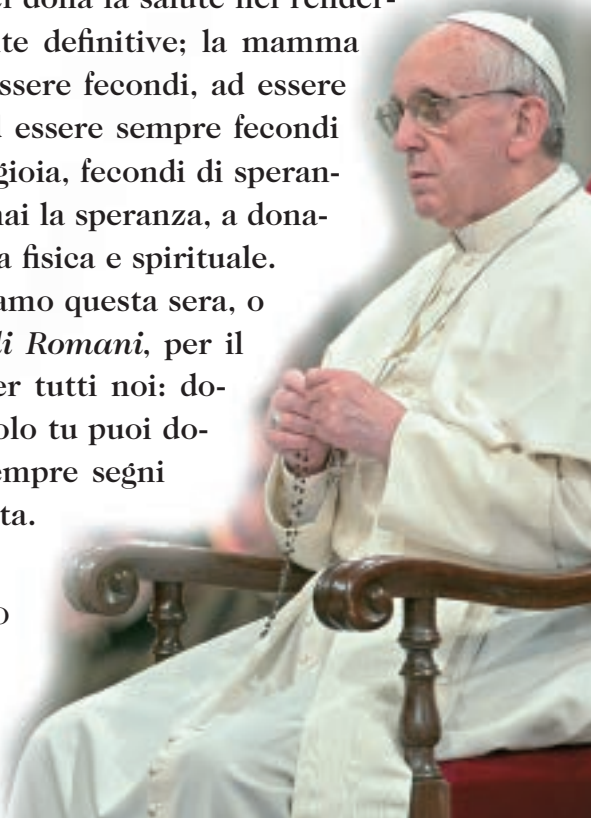 ci dona la salute nel render-
te definitive; la mamma
essere fecondi, ad essere
essere sempre fecondi
gioia, fecondi di speran-
mai la speranza, a dona-
fisica e spirituale.
amo questa sera, o
di Romani, per il
er tutti noi: do-
olo tu puoi do-
empre segni
ta.
o